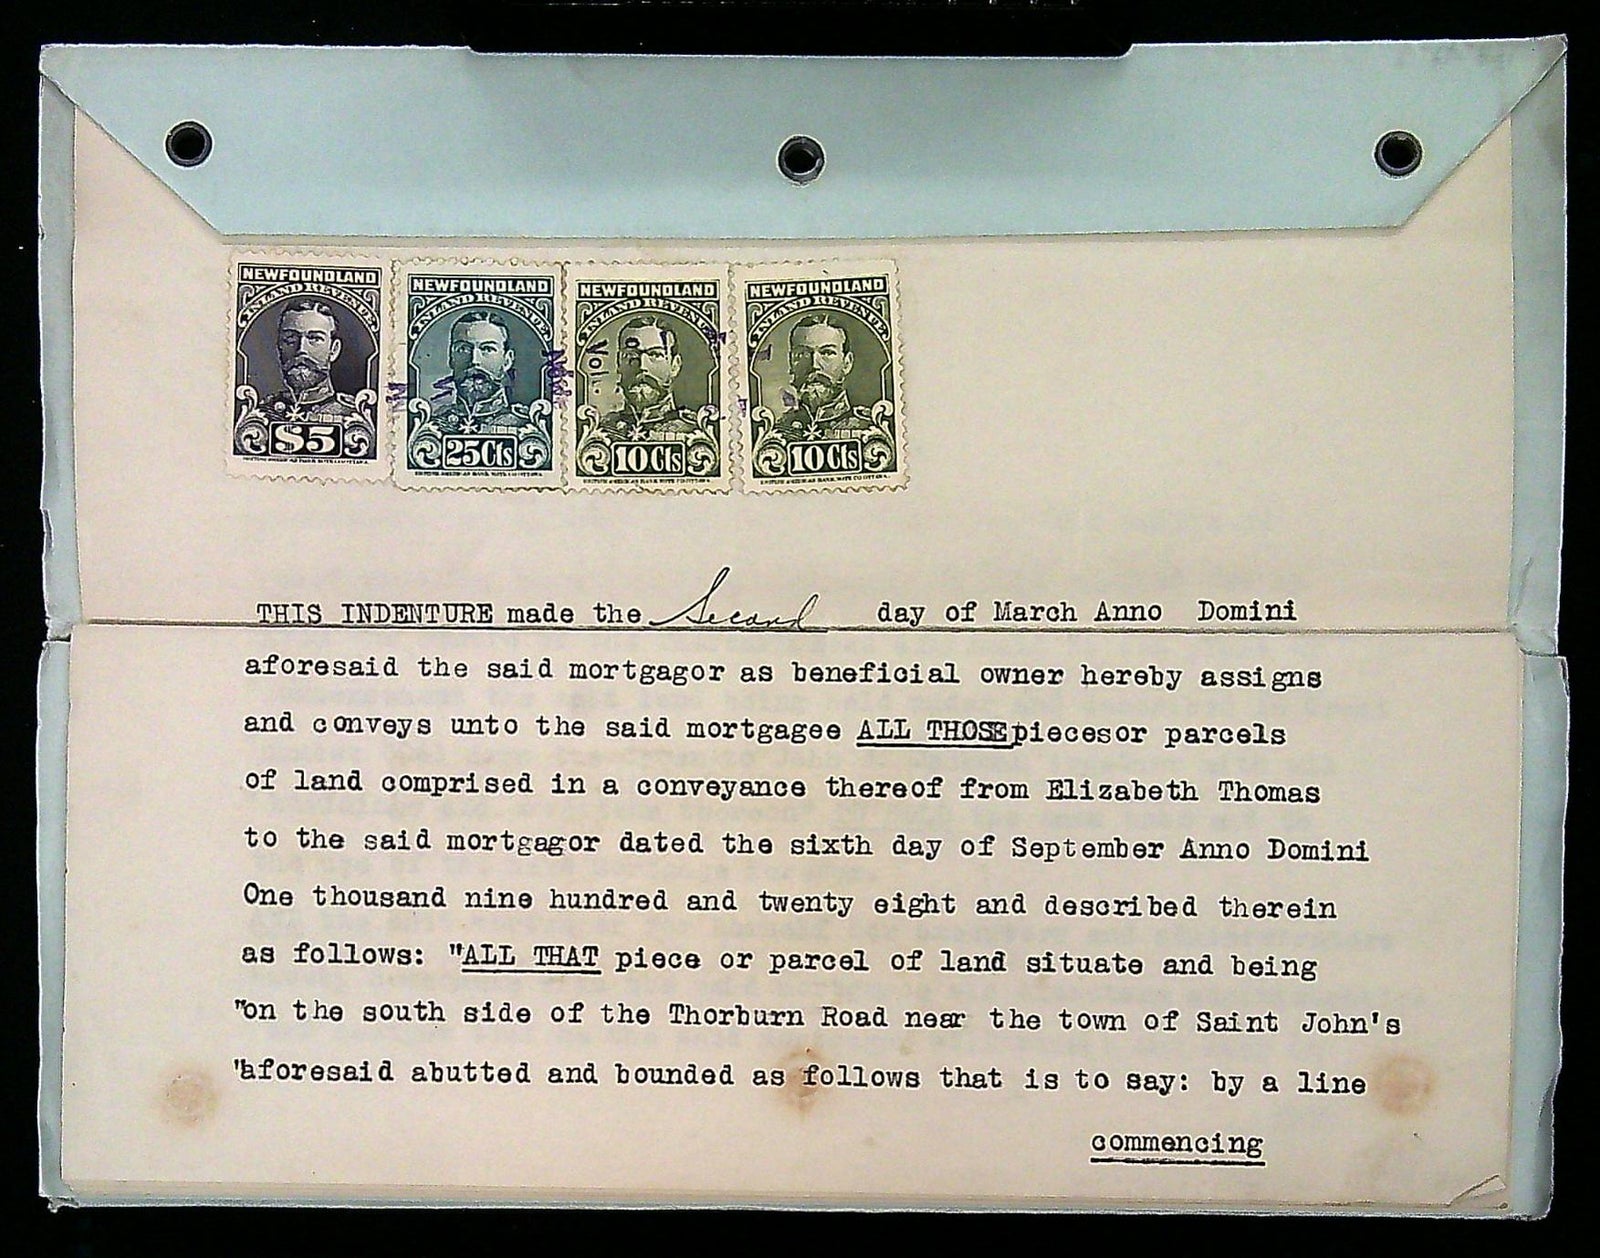 NEWFOUNDLAND NEWFOUNDLAND NEWFOUNDLAND NEWFOUNDLAND
INLAND REVENUE INLAND REVENUE INLAND REVENUE INLAND REVENUE
Vol.
$5 25Cts 10Cts 10Cts
THIS INDENTURE made the Second day of March Anno Domini
aforesaid the said mortgagor as beneficial owner hereby assigns
and conveys unto the said mortgagee ALL THOSEpiecesor parcels
of land comprised in a conveyance thereof from Elizabeth Thomas
to the said mortgagor dated the sixth day of September Anno Domini
One thousand nine hundred and twenty eight and described therein
as follows: "ALL THAT piece or parcel of land situate and being
"on the south side of the Thorburn Road near the town of Saint John's
"aforesaid abutted and bounded as follows that is to say: by a line
commencing